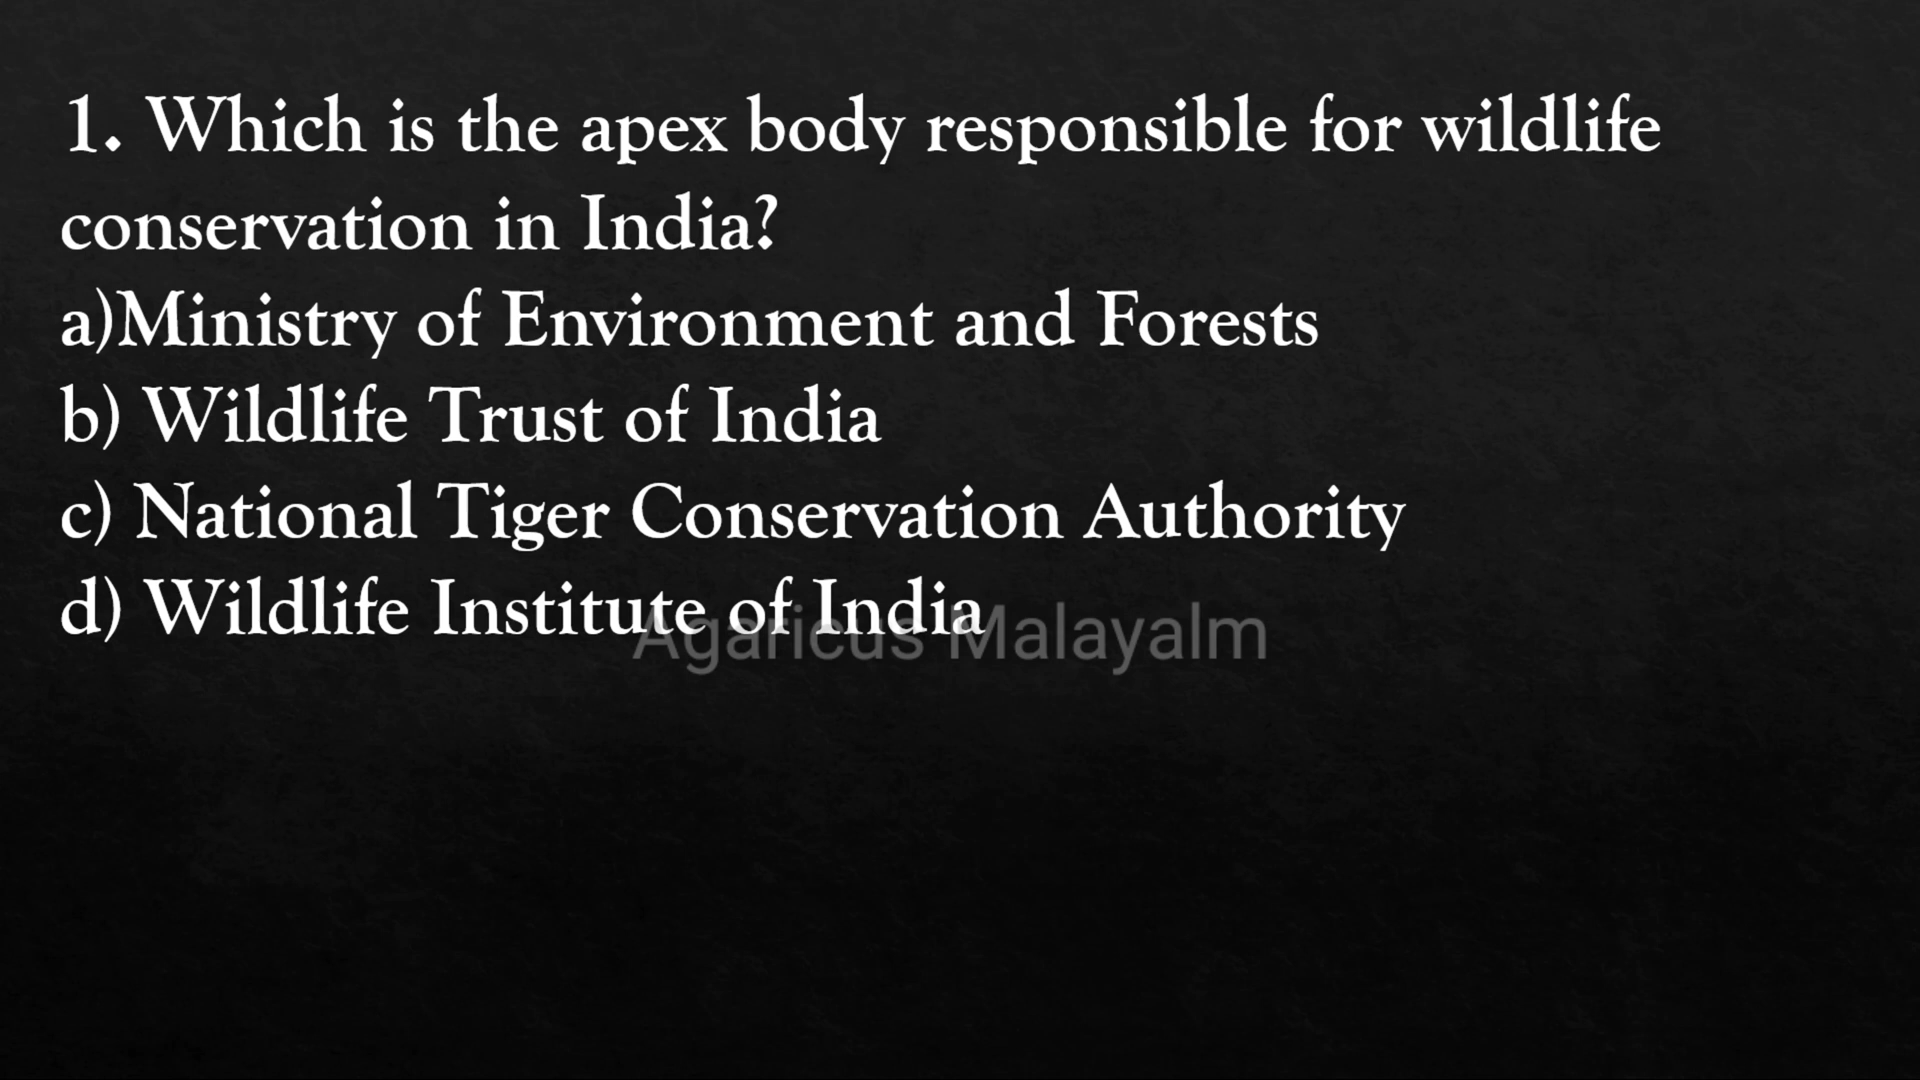 1. Which is the apex body responsible for wildlife
conservation in India?
a)Ministry of Environment and Forests
b) Wildlife Trust of India
c) National Tiger Conservation Authority
d) Wildlife Institute of India
Agaricus Malayalm